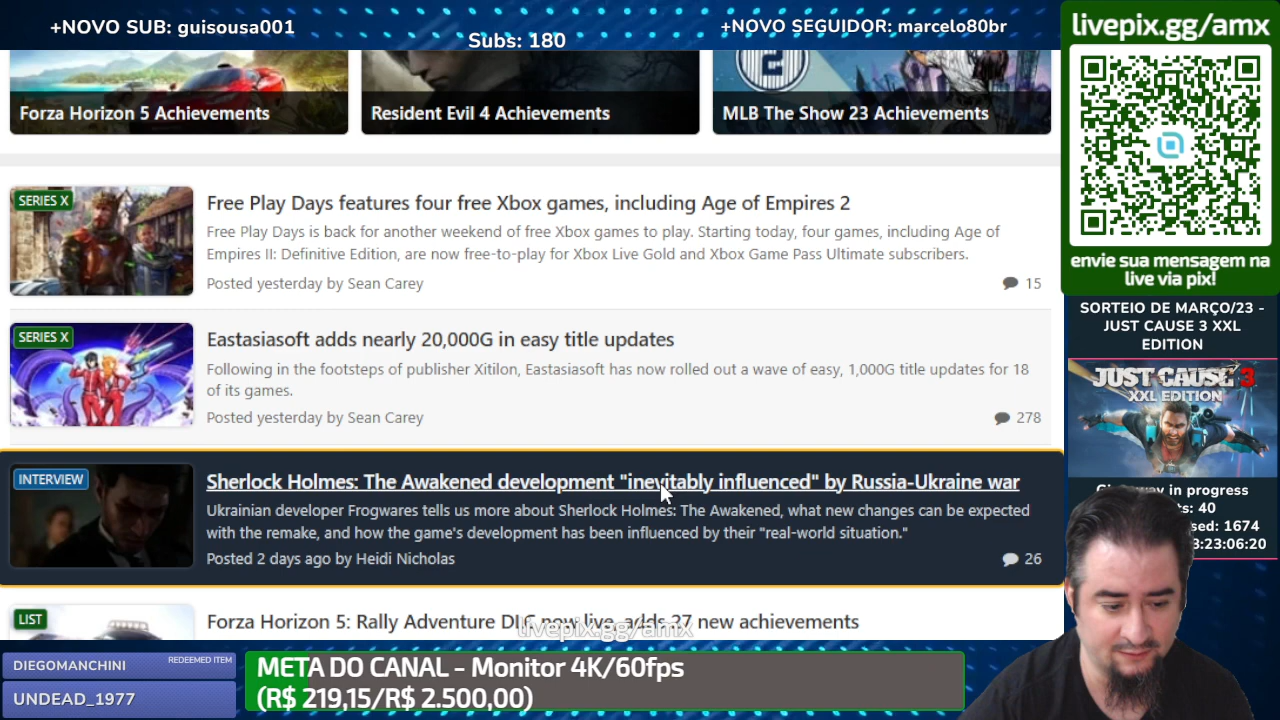 +NOVO SUB: guisousa001
Subs: 180
+NOVO SEGUIDOR: marcelo80br
livepix.gg/amx
Forza Horizon 5 Achievements
Resident Evil 4 Achievements
MLB The Show 23 Achievements
2
SERIES X
Free Play Days features four free Xbox games, including Age of Empires 2
Free Play Days is back for another weekend of free Xbox games to play. Starting today, four games, including Age of
Empires II: Definitive Edition, are now free-to-play for Xbox Live Gold and Xbox Game Pass Ultimate subscribers.
Posted yesterday by Sean Carey
15
envie sua mensagem na
live via pix!
SERIES X
Eastasiasoft adds nearly 20,000G in easy title updates
Following in the footsteps of publisher Xitilon, Eastasiasoft has now rolled out a wave of easy, 1,000G title updates for 18
of its games.
Posted yesterday by Sean Carey
278
SORTEIO DE MARÇO/23 -
JUST CAUSE 3 XXL
EDITION
JUST CAUSE 3
XXL EDITION
INTERVIEW
Sherlock Holmes: The Awakened development "inevitably influenced" by Russia-Ukraine war
Ukrainian developer Frogwares tells us more about Sherlock Holmes: The Awakened, what new changes can be expected
with the remake, and how the game's development has been influenced by their "real-world situation."
Posted 2 days ago by Heidi Nicholas
26
in progress
: 40
: 1674
3:23:06:20
LIST
Forza Horizon 5: Rally Adventure DLC now live, adds 27 new achievements
livepix.gg/amx
DIEGOMANCHINI
REDEEMED ITEM
UNDEAD_1977
META DO CANAL - Monitor 4K/60fps
(R$ 219,15/R$ 2.500,00)